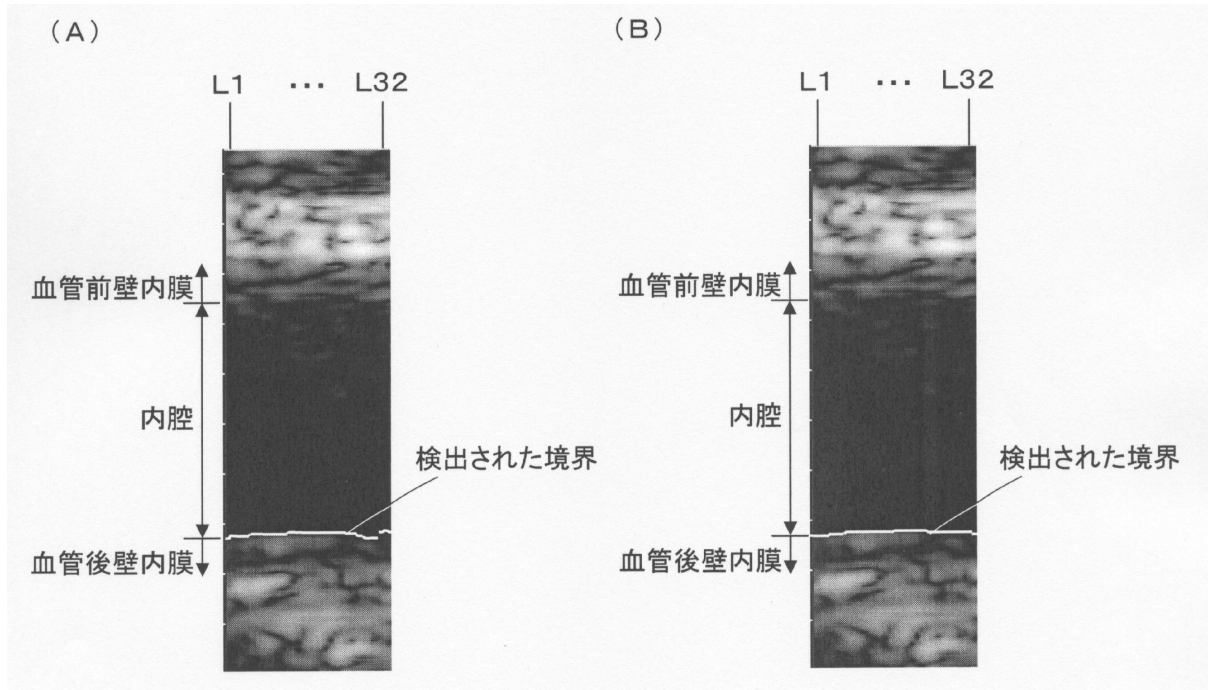 (A)
L1 ・・・ L32
血管前壁内膜
内腔
検出された境界
血管後壁内膜
(B)
L1 ・・・ L32
血管前壁内膜
内腔
検出された境界
血管後壁内膜